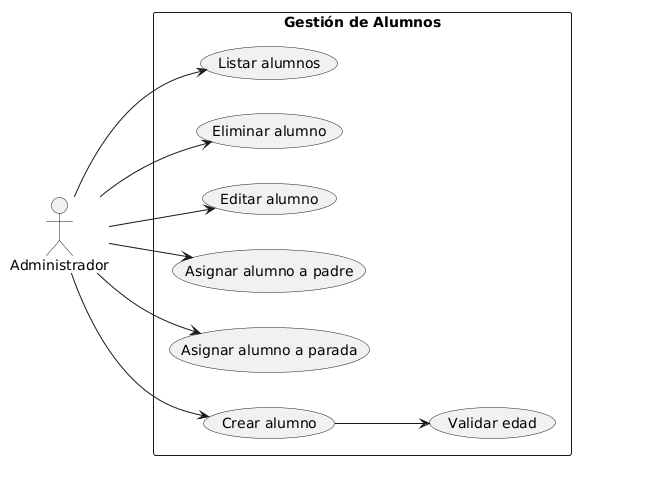 Gestión de Alumnos
Listar alumnos
Eliminar alumno
Editar alumno
Administrador
Asignar alumno a padre
Asignar alumno a parada
Crear alumno
Validar edad